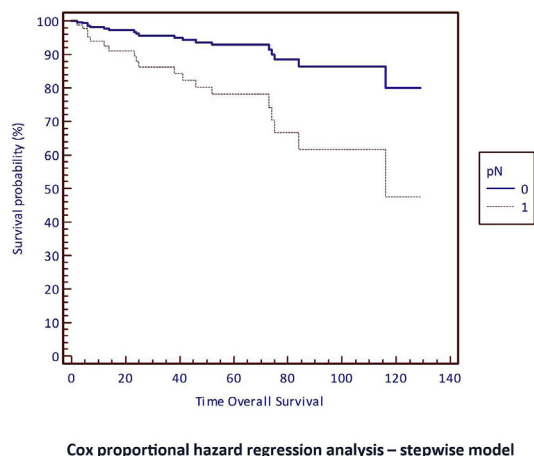 100
90
80
70
60
50
40
30
20
10
0
Survival probability (%)
0 20 40 60 80 100 120 140
Time Overall Survival
pN
0
1
Cox proportional hazard regression analysis – stepwise model